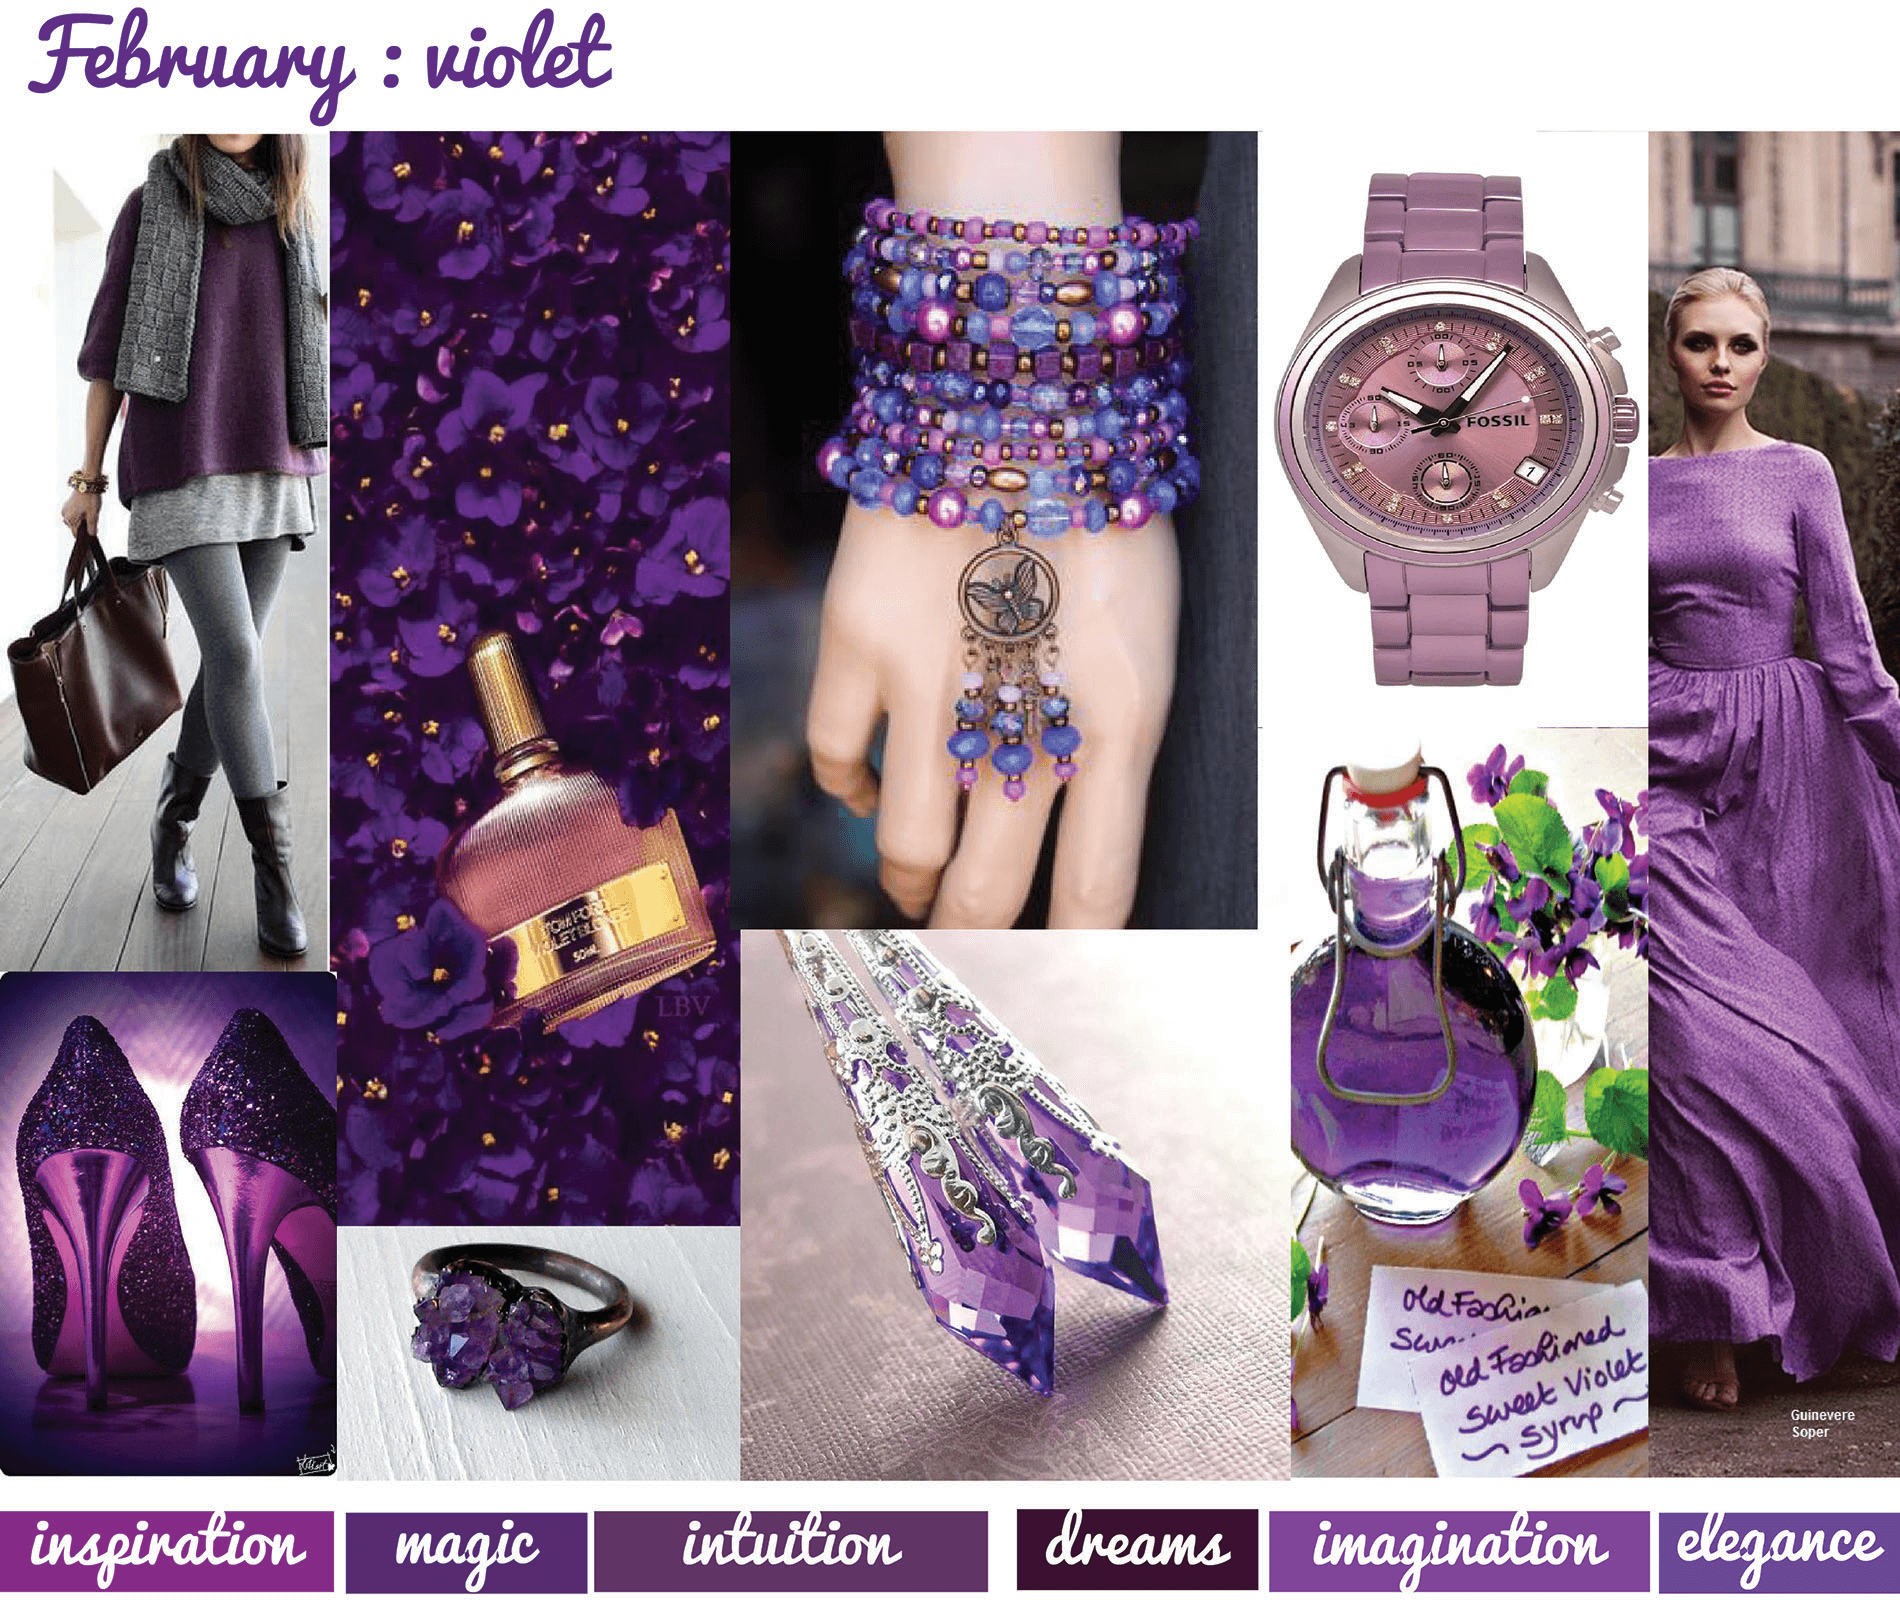 February : violet
FOSSIL
1
TOM FORD
VIOLET BLONDE
50ML
LBV
Old Fashio
Old Fashioned
Sweet Violet
Syrup
Guinevere
Soper
inspiration
magic
intuition
dreams
imagination
elegance